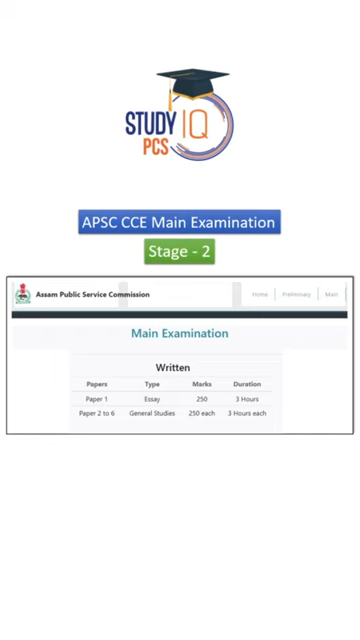 STUDY IQ
PCS
APSC CCE Main Examination
Stage - 2
Assam Public Service Commission
Home Preliminary Main
Main Examination
Written
Papers Type Marks Duration
Paper 1 Essay 250 3 Hours
Paper 2 to 6 General Studies 250 each 3 Hours each